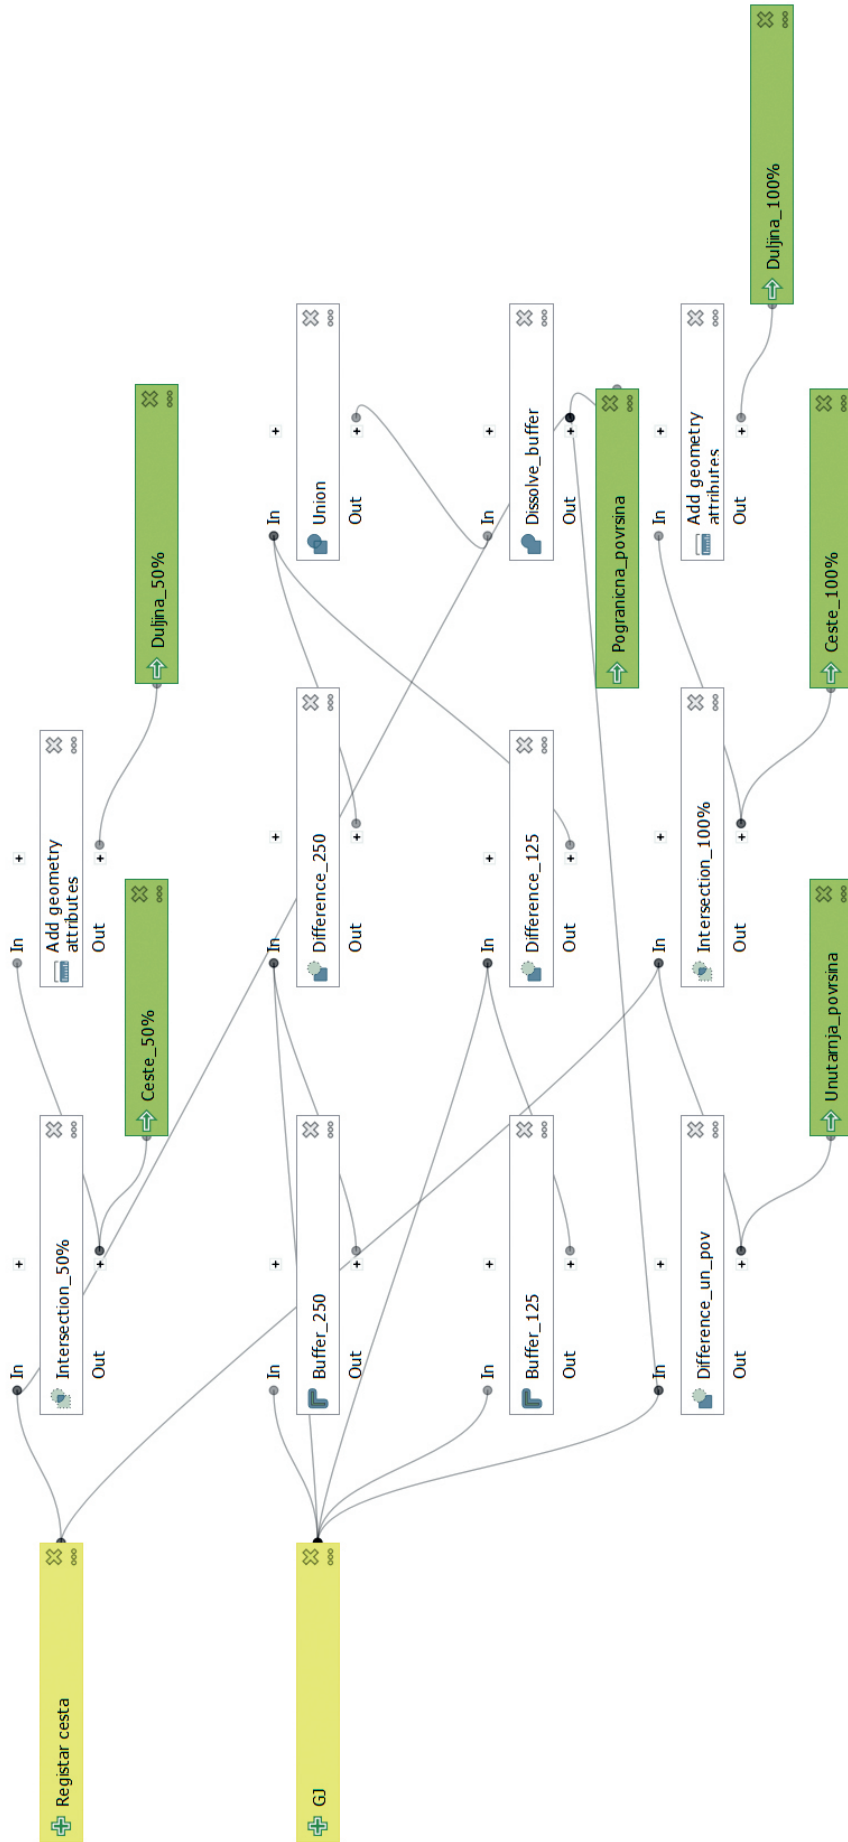 Registar cesta
In
+
Intersection_50%
Out
+
Ceste_50%
In
+
Add geometry
attributes
Out
+
Duljina_50%
GJ
In
+
Buffer_250
Out
+
In
+
Difference_250
Out
+
In
+
Union
Out
+
In
+
Buffer_125
Out
+
In
+
Difference_125
Out
+
In
+
Dissolve_buffer
Out
+
Pogranicna_povrsina
In
+
Difference_un_pov
Out
+
Unutarnja_povrsina
In
+
Intersection_100%
Out
+
Ceste_100%
In
+
Add geometry
attributes
Out
+
Duljina_100%